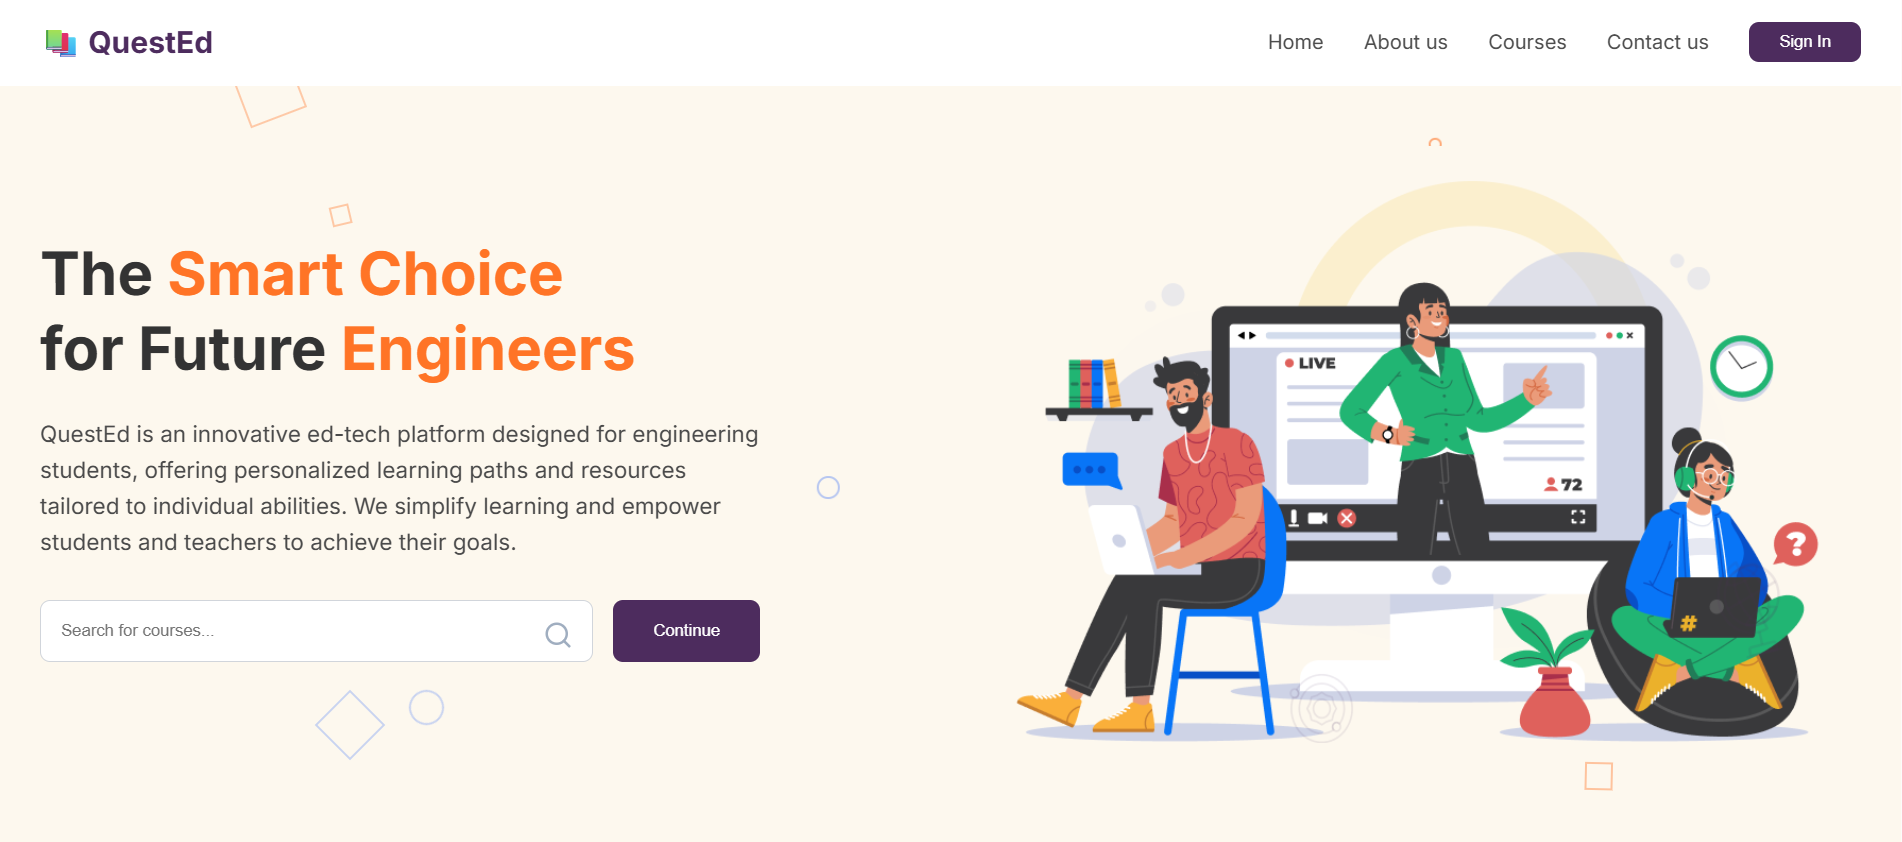 QuestEd
Home
About us
Courses
Contact us
Sign In
The Smart Choice
for Future Engineers
QuestEd is an innovative ed-tech platform designed for engineering
students, offering personalized learning paths and resources
tailored to individual abilities. We simplify learning and empower
students and teachers to achieve their goals.
Search for courses...
Continue
LIVE
72
?
#